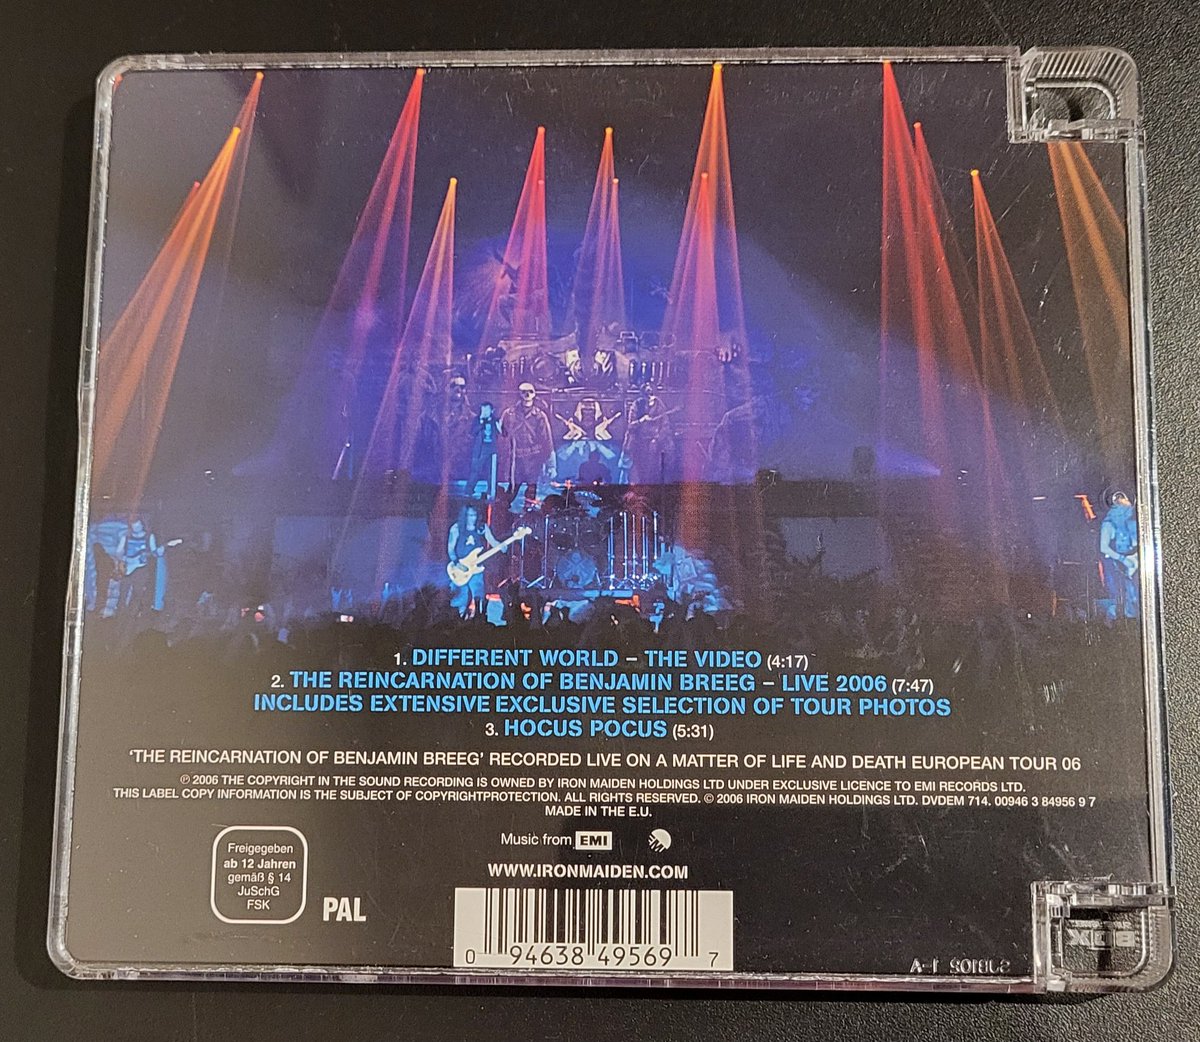 1. DIFFERENT WORLD – THE VIDEO (4:17)
2. THE REINCARNATION OF BENJAMIN BREEG – LIVE 2006 (7:47)
INCLUDES EXTENSIVE EXCLUSIVE SELECTION OF TOUR PHOTOS
3. HOCUS POCUS (5:31)
‘THE REINCARNATION OF BENJAMIN BREEG’ RECORDED LIVE ON A MATTER OF LIFE AND DEATH EUROPEAN TOUR 06
℗ 2006 THE COPYRIGHT IN THE SOUND RECORDING IS OWNED BY IRON MAIDEN HOLDINGS LTD UNDER EXCLUSIVE LICENCE TO EMI RECORDS LTD.
THIS LABEL COPY INFORMATION IS THE SUBJECT OF COPYRIGHTPROTECTION. ALL RIGHTS RESERVED. © 2006 IRON MAIDEN HOLDINGS LTD. DVDEM 714. 00946 3 84956 9 7
MADE IN THE E.U.
Music from EMI EMI
WWW.IRONMAIDEN.COM
Freigegeben
ab 12 Jahren
gemäß § 14
JuSchG
FSK
PAL
0 94638 49569 7
BOX